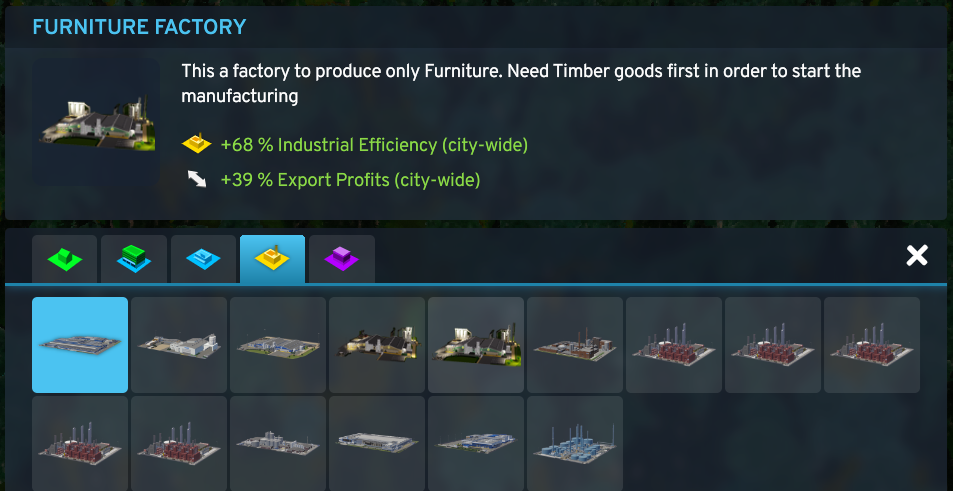 FURNITURE FACTORY
This a factory to produce only Furniture. Need Timber goods first in order to start the
manufacturing
+68 % Industrial Efficiency (city-wide)
+39 % Export Profits (city-wide)